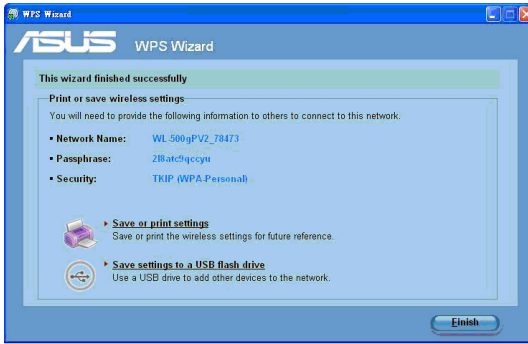 WPS Wizard
ASUS WPS Wizard
This wizard finished successfully
Print or save wireless settings
You will need to provide the following information to others to connect to this network.
▪ Network Name: WL-500gPV2_78473
▪ Passphrase: 2l8atc9qccyu
▪ Security: TKIP (WPA-Personal)
Save or print settings
Save or print the wireless settings for future reference.
Save settings to a USB flash drive
Use a USB drive to add other devices to the network.
Finish